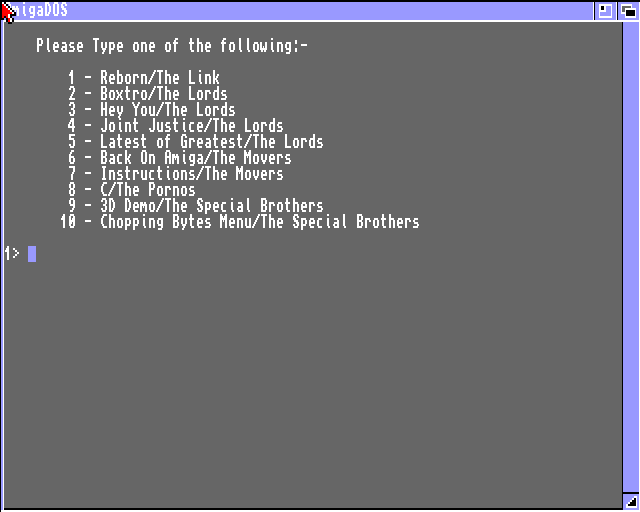 AmigaDOS
Please Type one of the following:-
1 - Reborn/The Link
2 - Boxtro/The Lords
3 - Hey You/The Lords
4 - Joint Justice/The Lords
5 - Latest of Greatest/The Lords
6 - Back On Amiga/The Movers
7 - Instructions/The Movers
8 - C/The Pornos
9 - 3D Demo/The Special Brothers
10 - Chopping Bytes Menu/The Special Brothers
1>